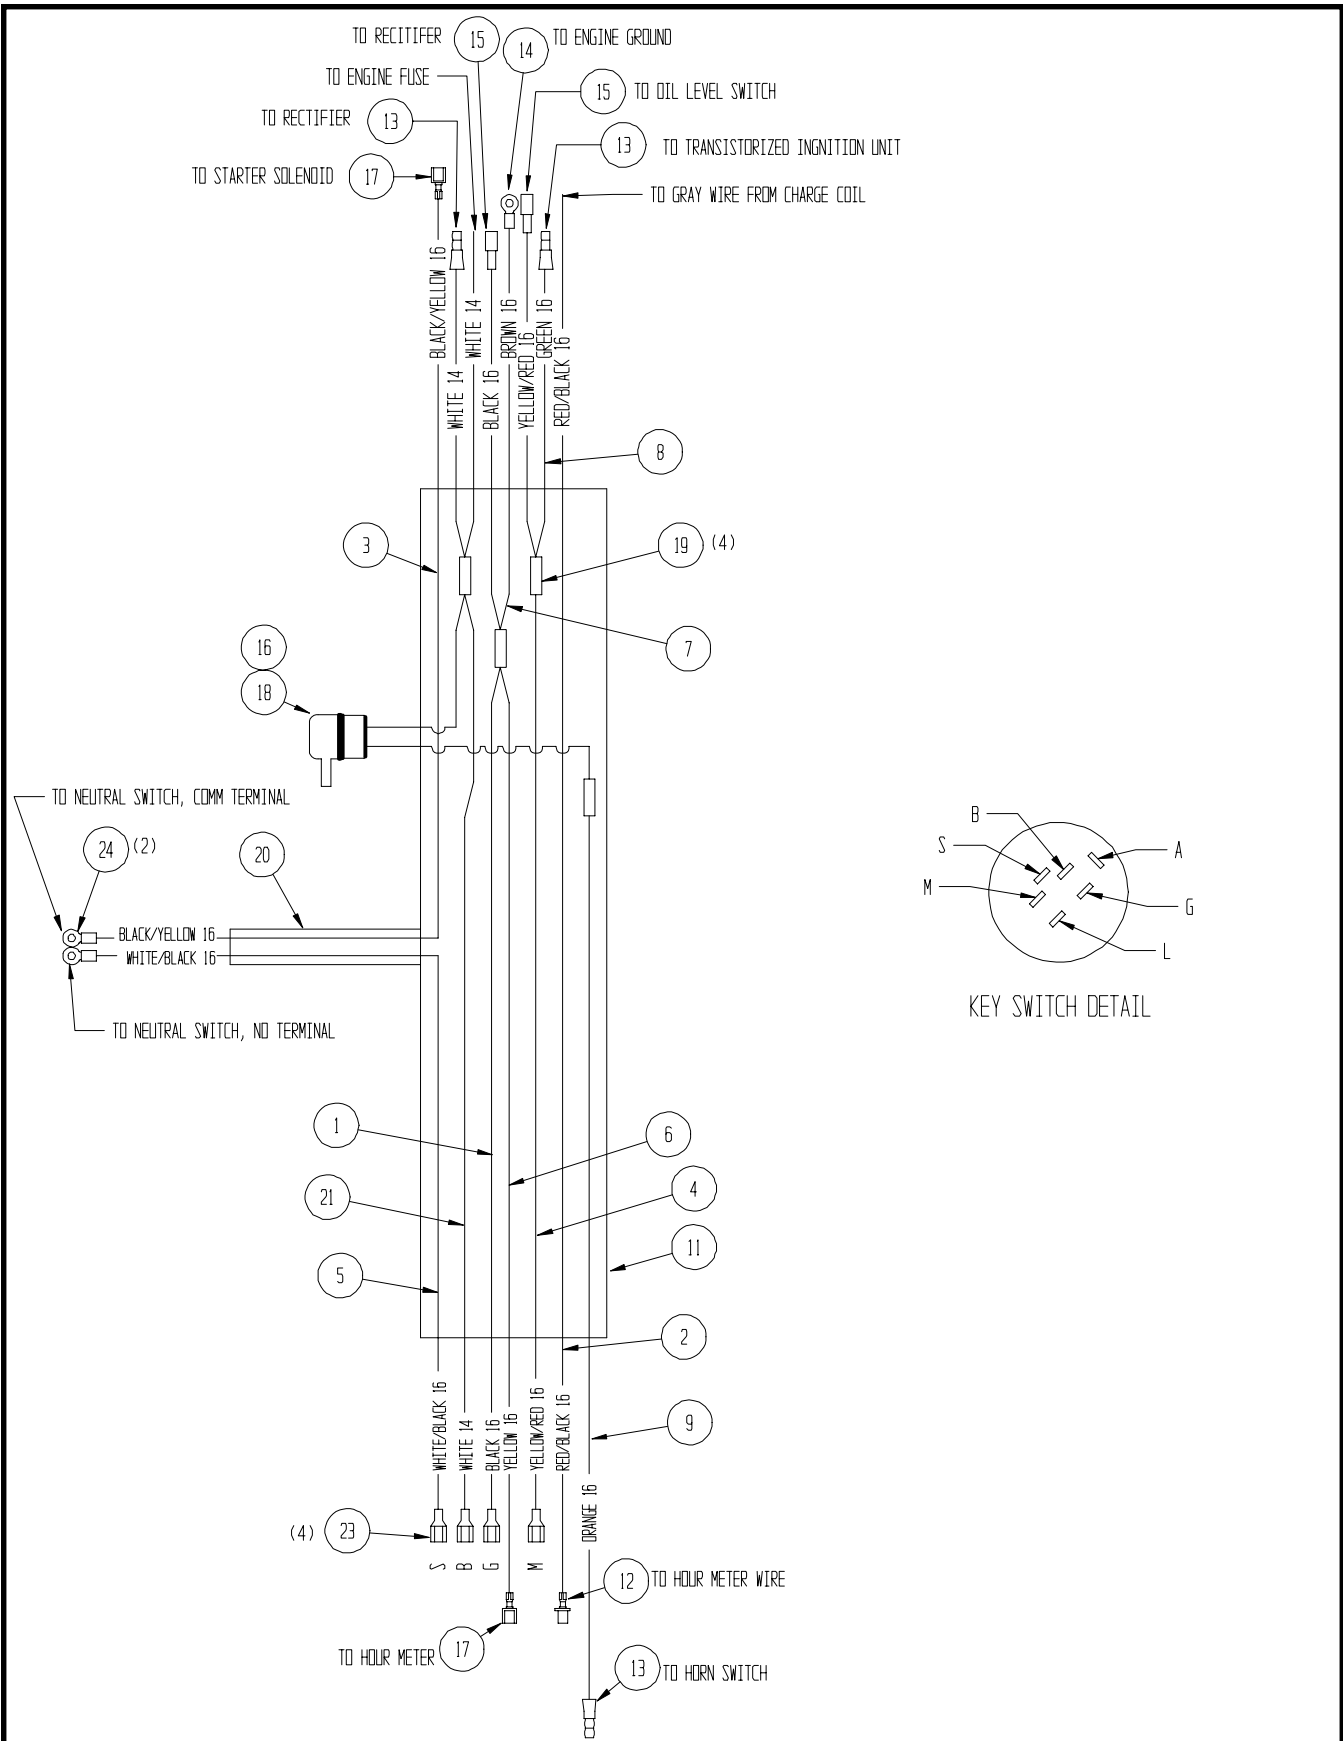 TO RECITIFER 15
14 TO ENGINE GROUND
TO ENGINE FUSE
15 TO OIL LEVEL SWITCH
TO RECTIFIER 13
13 TO TRANSISTORIZED INGNITION UNIT
TO STARTER SOLENOID 17
TO GRAY WIRE FROM CHARGE COIL
BLACK/YELLOW 16
WHITE 14
WHITE 14
BLACK 16
BROWN 16
YELLOW/RED 16
GREEN 16
RED/BLACK 16
8
3
19 (4)
7
16
18
TO NEUTRAL SWITCH, COMM TERMINAL
24 (2)
20
BLACK/YELLOW 16
WHITE/BLACK 16
TO NEUTRAL SWITCH, NO TERMINAL
B
S
A
M
G
L
KEY SWITCH DETAIL
1
6
21
4
11
5
2
9
WHITE/BLACK 16
WHITE 14
BLACK 16
YELLOW 16
YELLOW/RED 16
RED/BLACK 16
ORANGE 16
(4) 23
S B G M
12 TO HOUR METER WIRE
TO HOUR METER 17
13 TO HORN SWITCH